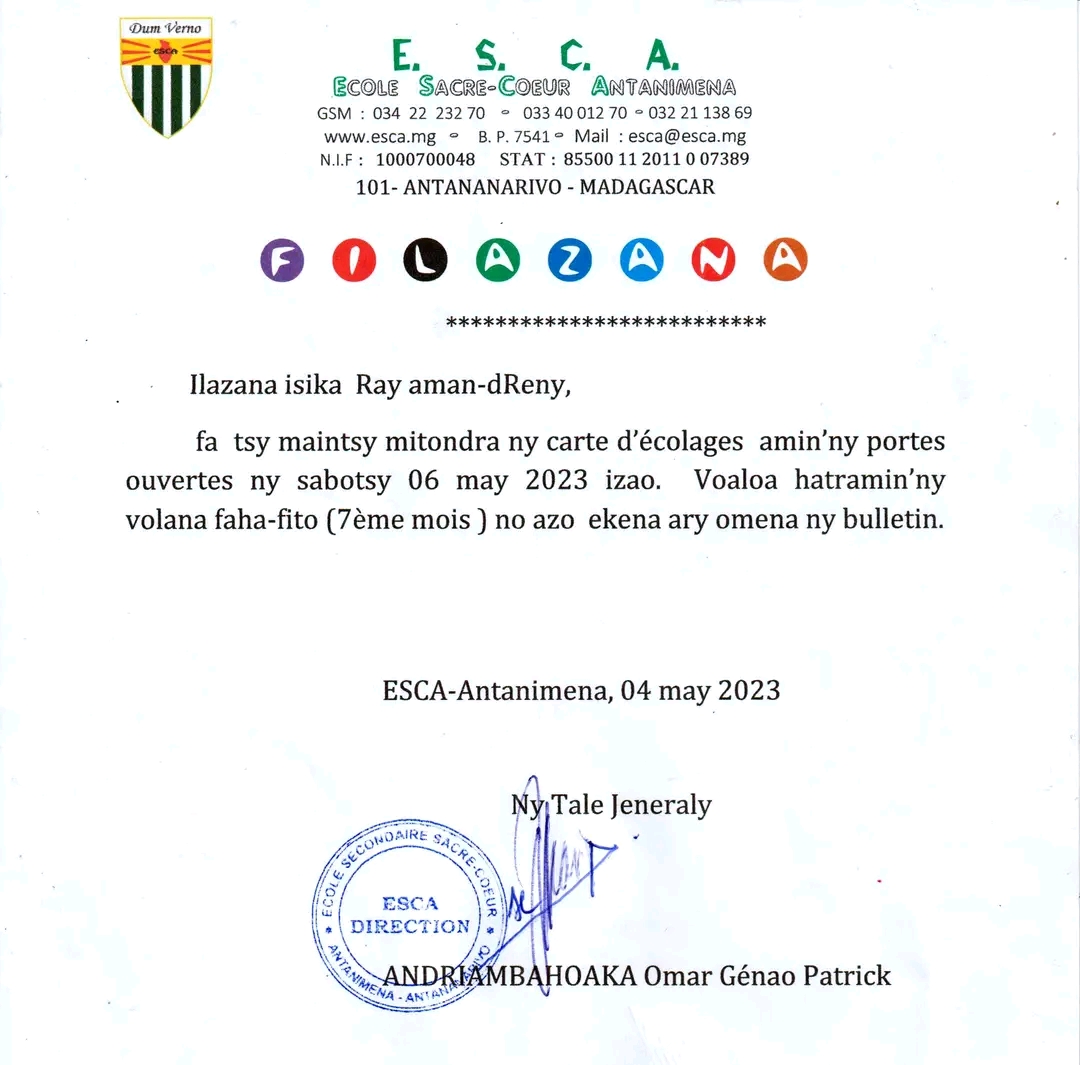 Dum Verno
esca
E. S. C. A.
ECOLE SACRE-COEUR ANTANIMENA
GSM : 034 22 232 70 - 033 40 012 70 - 032 21 138 69
www.esca.mg - B. P. 7541 - Mail : esca@esca.mg
N.I.F : 1000700048 STAT : 85500 11 2011 0 07389
101- ANTANANARIVO - MADAGASCAR
FILAZANA
**************************
Ilazana isika Ray aman-dReny,
fa tsy maintsy mitondra ny carte d’écolages amin’ny portes
ouvertes ny sabotsy 06 may 2023 izao. Voaloa hatramin’ny
volana faha-fito (7ème mois ) no azo ekena ary omena ny bulletin.
ESCA-Antanimena, 04 may 2023
Ny Tale Jeneraly
ECOLE SECONDAIRE SACRE-COEUR
ESCA
DIRECTION
ANTANIMENA - ANTANANARIVO
ANDRIAMBAHOAKA Omar Génao Patrick